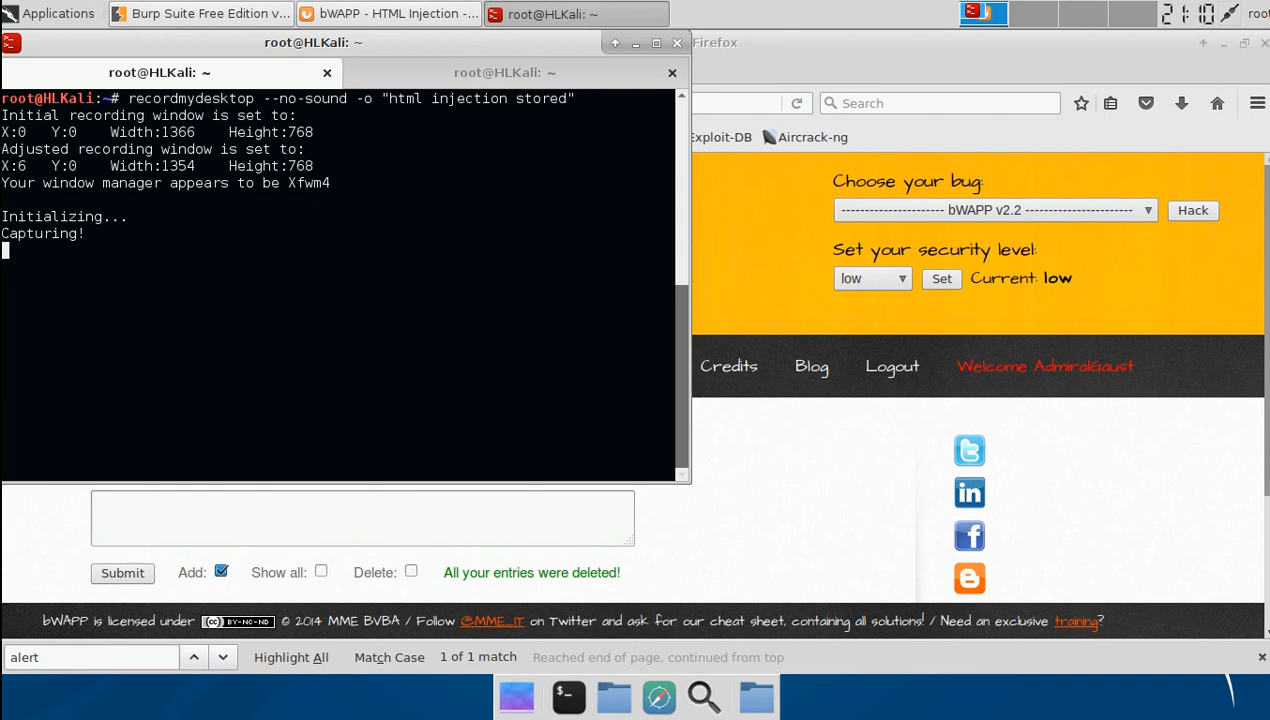 Applications
Burp Suite Free Edition v...
bWAPP - HTML Injection -...
root@HLKali: ~
21:10
root
root@HLKali: ~
Firefox
root@HLKali: ~
root@HLKali: ~
root@HLKali:~# recordmydesktop --no-sound -o "html injection stored"
Initial recording window is set to:
X:0 Y:0 Width:1366 Height:768
Adjusted recording window is set to:
X:6 Y:0 Width:1354 Height:768
Your window manager appears to be Xfwm4
Initializing...
Capturing!
Search
Exploit-DB
Aircrack-ng
Choose your bug:
---------------------- bWAPP v2.2 -----------------------
Hack
Set your security level:
low
Set
Current: low
Credits
Blog
Logout
Welcome AdmiralGaust
Submit
Add:
Show all:
Delete:
All your entries were deleted!
bWAPP is licensed under (cc) BY-NC-ND © 2014 MME BVBA / Follow @MME_IT on Twitter and ask for our cheat sheet, containing all solutions! / Need an exclusive training?
alert
Highlight All
Match Case
1 of 1 match
Reached end of page, continued from top